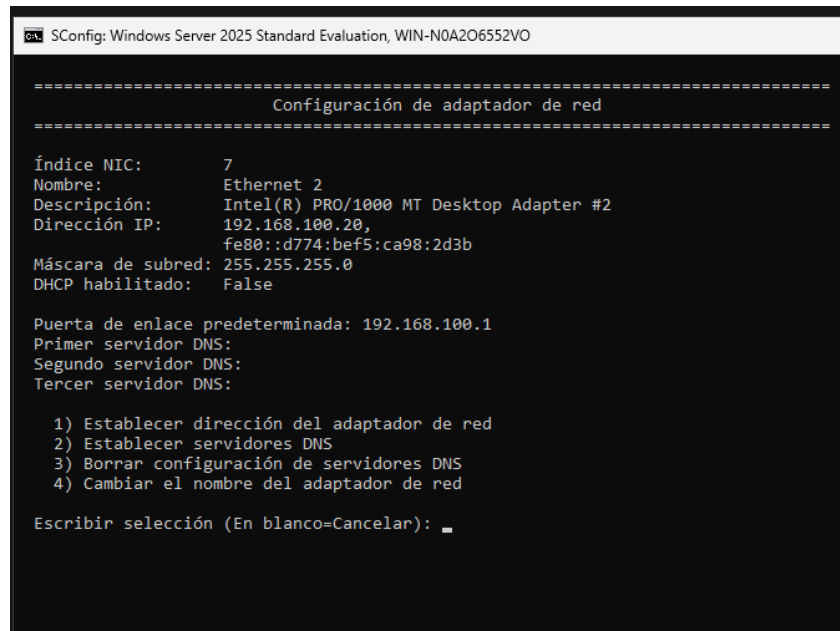 SConfig: Windows Server 2025 Standard Evaluation, WIN-N0A2O6552VO
================================================================================
Configuración de adaptador de red
================================================================================
Índice NIC: 7
Nombre: Ethernet 2
Descripción: Intel(R) PRO/1000 MT Desktop Adapter #2
Dirección IP: 192.168.100.20,
fe80::d774:bef5:ca98:2d3b
Máscara de subred: 255.255.255.0
DHCP habilitado: False
Puerta de enlace predeterminada: 192.168.100.1
Primer servidor DNS:
Segundo servidor DNS:
Tercer servidor DNS:
1) Establecer dirección del adaptador de red
2) Establecer servidores DNS
3) Borrar configuración de servidores DNS
4) Cambiar el nombre del adaptador de red
Escribir selección (En blanco=Cancelar): _